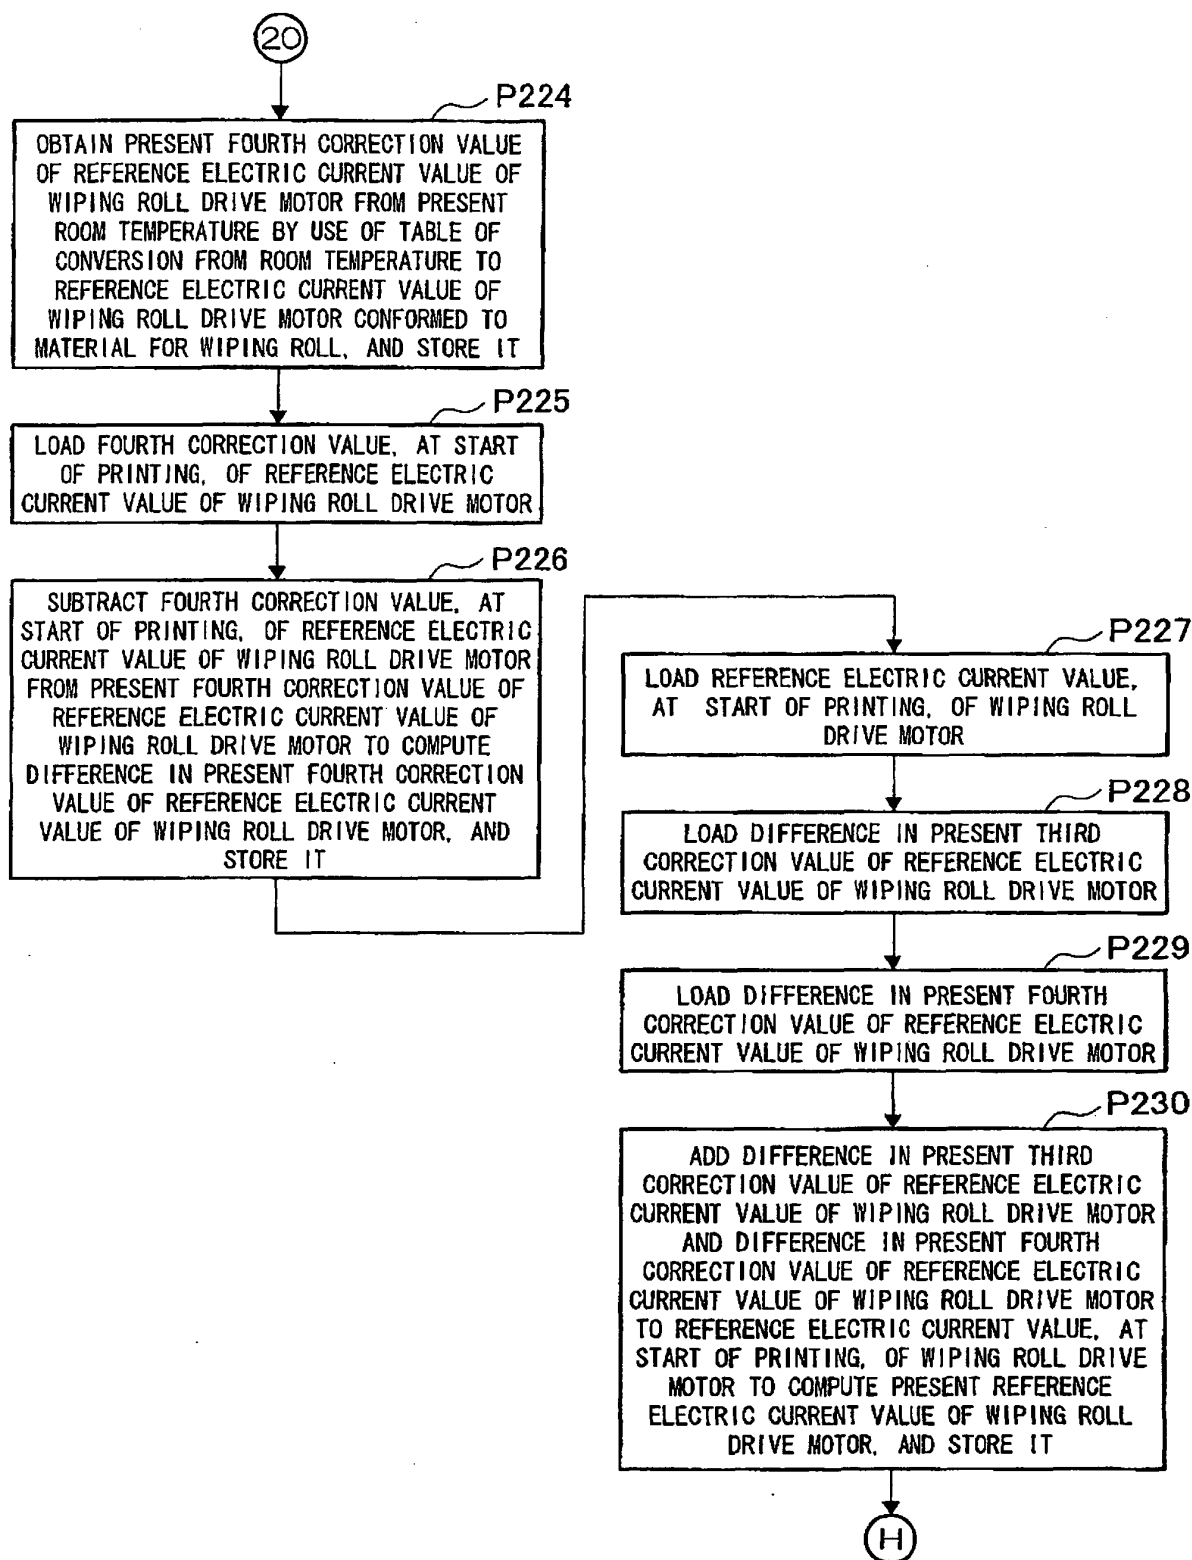 20
P224
OBTAIN PRESENT FOURTH CORRECTION VALUE
OF REFERENCE ELECTRIC CURRENT VALUE OF
WIPING ROLL DRIVE MOTOR FROM PRESENT
ROOM TEMPERATURE BY USE OF TABLE OF
CONVERSION FROM ROOM TEMPERATURE TO
REFERENCE ELECTRIC CURRENT VALUE OF
WIPING ROLL DRIVE MOTOR CONFORMED TO
MATERIAL FOR WIPING ROLL, AND STORE IT
P225
LOAD FOURTH CORRECTION VALUE, AT START
OF PRINTING, OF REFERENCE ELECTRIC
CURRENT VALUE OF WIPING ROLL DRIVE MOTOR
P226
SUBTRACT FOURTH CORRECTION VALUE, AT
START OF PRINTING, OF REFERENCE ELECTRIC
CURRENT VALUE OF WIPING ROLL DRIVE MOTOR
FROM PRESENT FOURTH CORRECTION VALUE OF
REFERENCE ELECTRIC CURRENT VALUE OF
WIPING ROLL DRIVE MOTOR TO COMPUTE
DIFFERENCE IN PRESENT FOURTH CORRECTION
VALUE OF REFERENCE ELECTRIC CURRENT
VALUE OF WIPING ROLL DRIVE MOTOR, AND
STORE IT
P227
LOAD REFERENCE ELECTRIC CURRENT VALUE,
AT START OF PRINTING, OF WIPING ROLL
DRIVE MOTOR
P228
LOAD DIFFERENCE IN PRESENT THIRD
CORRECTION VALUE OF REFERENCE ELECTRIC
CURRENT VALUE OF WIPING ROLL DRIVE MOTOR
P229
LOAD DIFFERENCE IN PRESENT FOURTH
CORRECTION VALUE OF REFERENCE ELECTRIC
CURRENT VALUE OF WIPING ROLL DRIVE MOTOR
P230
ADD DIFFERENCE IN PRESENT THIRD
CORRECTION VALUE OF REFERENCE ELECTRIC
CURRENT VALUE OF WIPING ROLL DRIVE MOTOR
AND DIFFERENCE IN PRESENT FOURTH
CORRECTION VALUE OF REFERENCE ELECTRIC
CURRENT VALUE OF WIPING ROLL DRIVE MOTOR
TO REFERENCE ELECTRIC CURRENT VALUE, AT
START OF PRINTING, OF WIPING ROLL DRIVE
MOTOR TO COMPUTE PRESENT REFERENCE
ELECTRIC CURRENT VALUE OF WIPING ROLL
DRIVE MOTOR, AND STORE IT
H